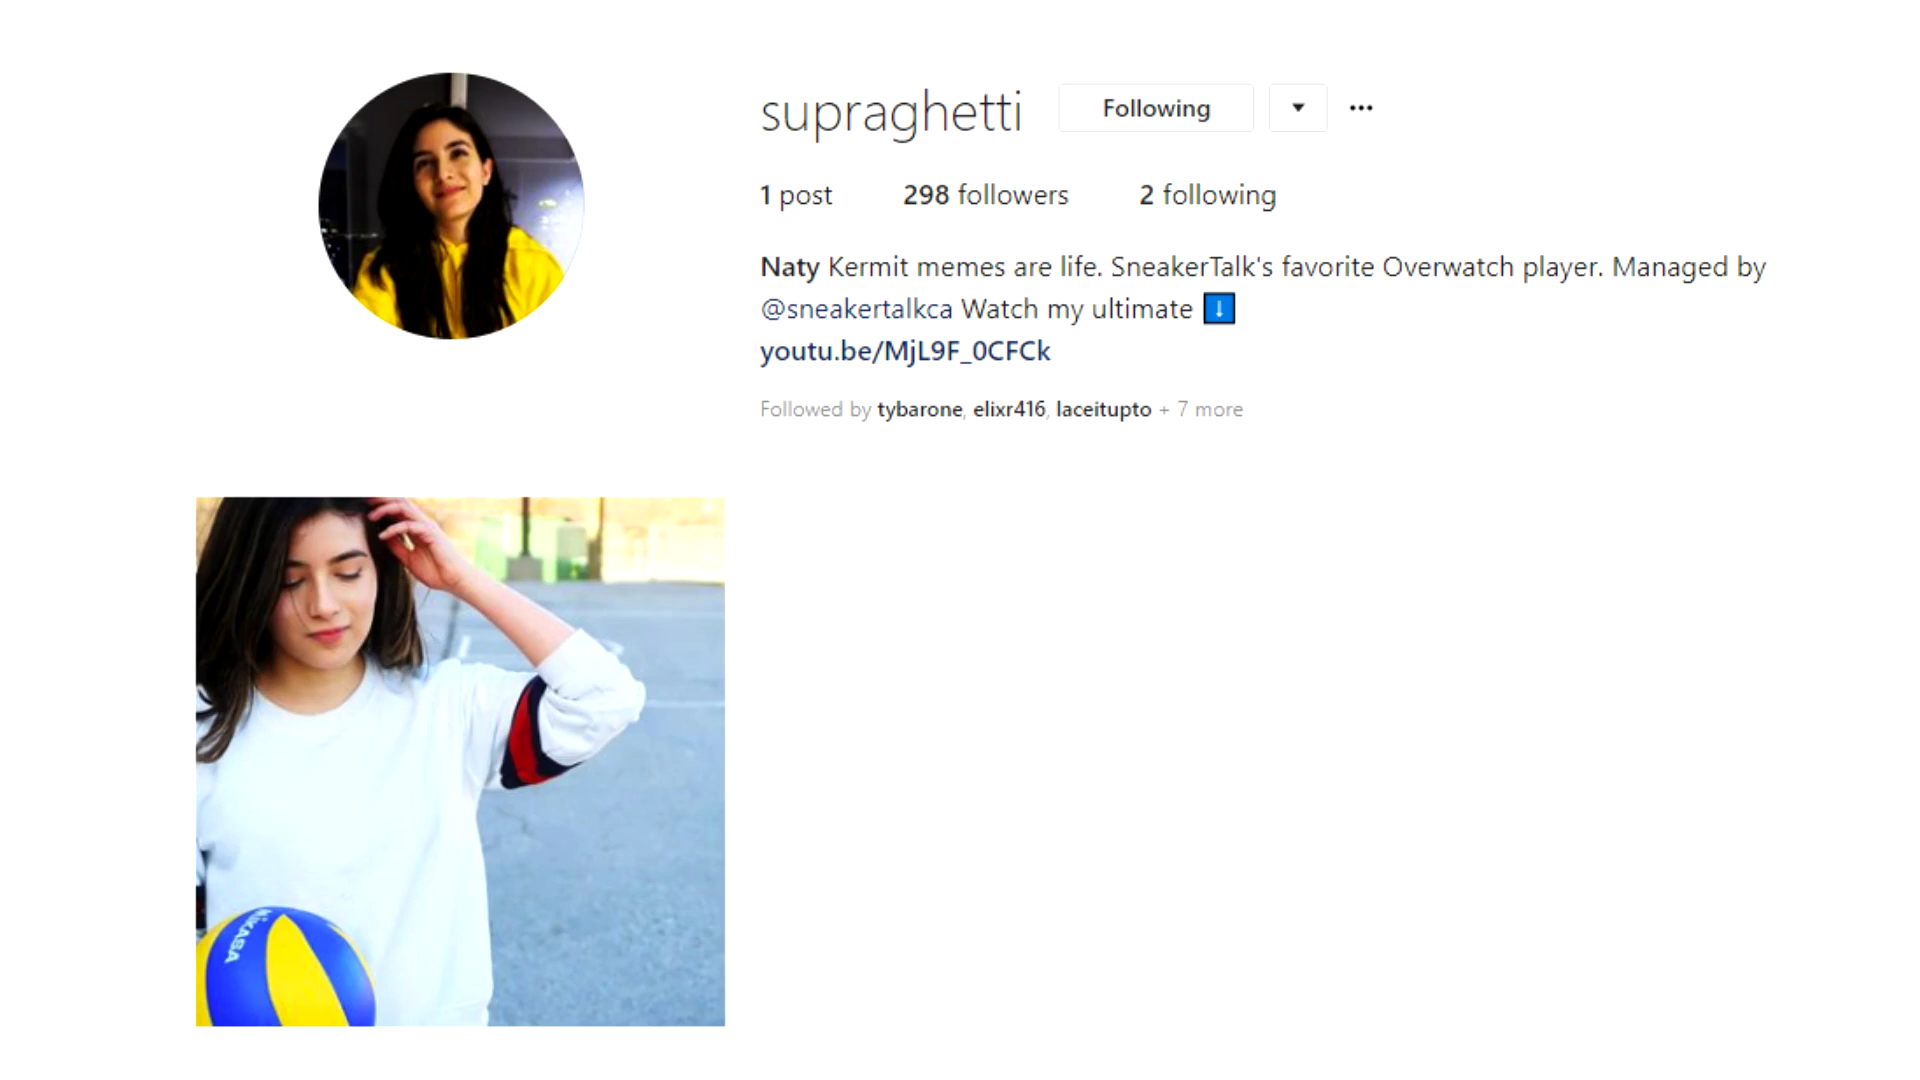 supraghetti Following ▼ •••
1 post 298 followers 2 following
Naty Kermit memes are life. SneakerTalk's favorite Overwatch player. Managed by
@sneakertalkca Watch my ultimate ⬇️
youtu.be/MjL9F_0CFCk
Followed by tybarone, elixr416, laceitupto + 7 more
MIKASA